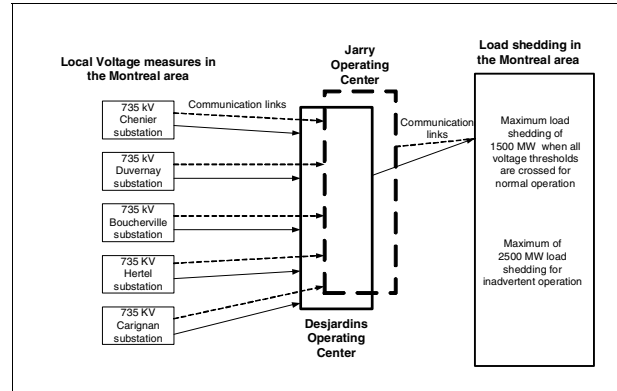 Local Voltage measures in
the Montreal area
Jarry
Operating
Center
Load shedding in
the Montreal area
735 kV
Chenier
substation
Communication links
735 kV
Duvernay
substation
735 kV
Boucherville
substation
735 KV
Hertel
substation
735 KV
Carignan
substation
Communication
links
Desjardins
Operating
Center
Maximum load
shedding of
1500 MW when all
voltage thresholds
are crossed for
normal operation
Maximum of
2500 MW load
shedding for
inadvertent operation